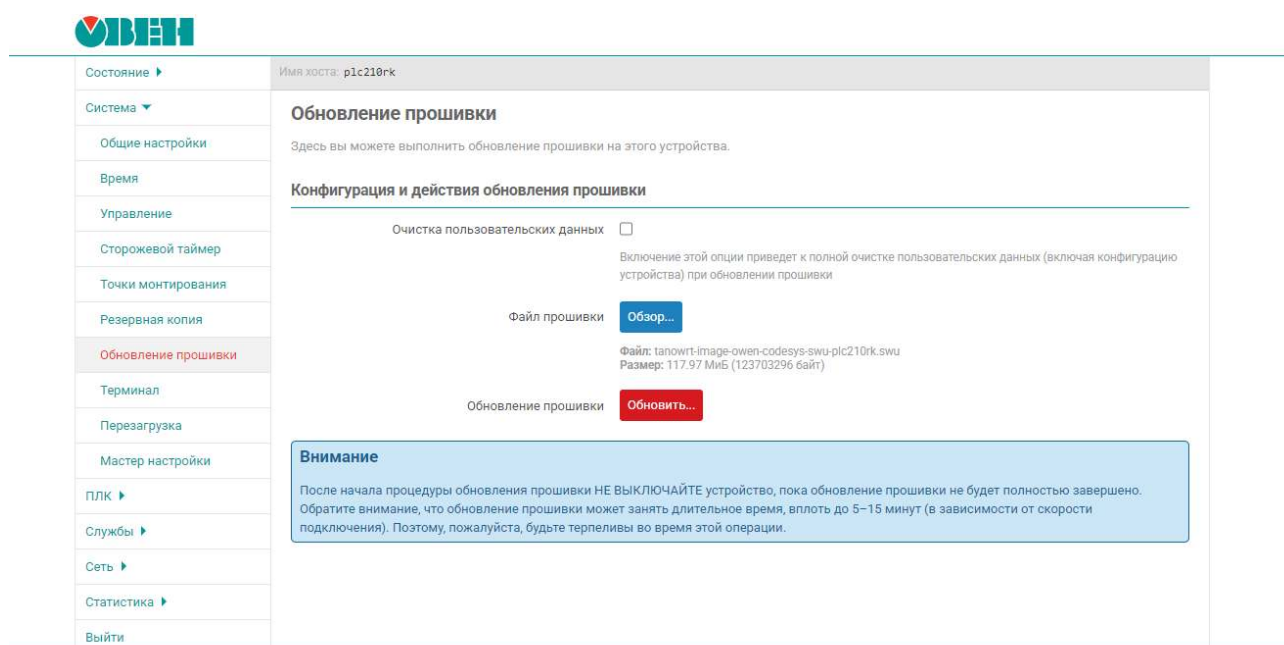 ОВЕН
Состояние
Имя хоста: plc210rk
Система
Обновление прошивки
Общие настройки
Здесь вы можете выполнить обновление прошивки на этого устройства.
Время
Конфигурация и действия обновления прошивки
Управление
Очистка пользовательских данных
Сторожевой таймер
Включение этой опции приведет к полной очистке пользовательских данных (включая конфигурацию
устройства) при обновлении прошивки
Точки монтирования
Резервная копия
Файл прошивки
Обзор...
Обновление прошивки
Файл: tanowrt-image-owen-codesys-swu-plc210rk.swu
Размер: 117.97 МиБ (123703296 байт)
Терминал
Обновление прошивки
Обновить...
Перезагрузка
Мастер настройки
Внимание
ПЛК
После начала процедуры обновления прошивки НЕ ВЫКЛЮЧАЙТЕ устройство, пока обновление прошивки не будет полностью завершено.
Обратите внимание, что обновление прошивки может занять длительное время, вплоть до 5–15 минут (в зависимости от скорости
подключения). Поэтому, пожалуйста, будьте терпеливы во время этой операции.
Службы
Сеть
Статистика
Выйти